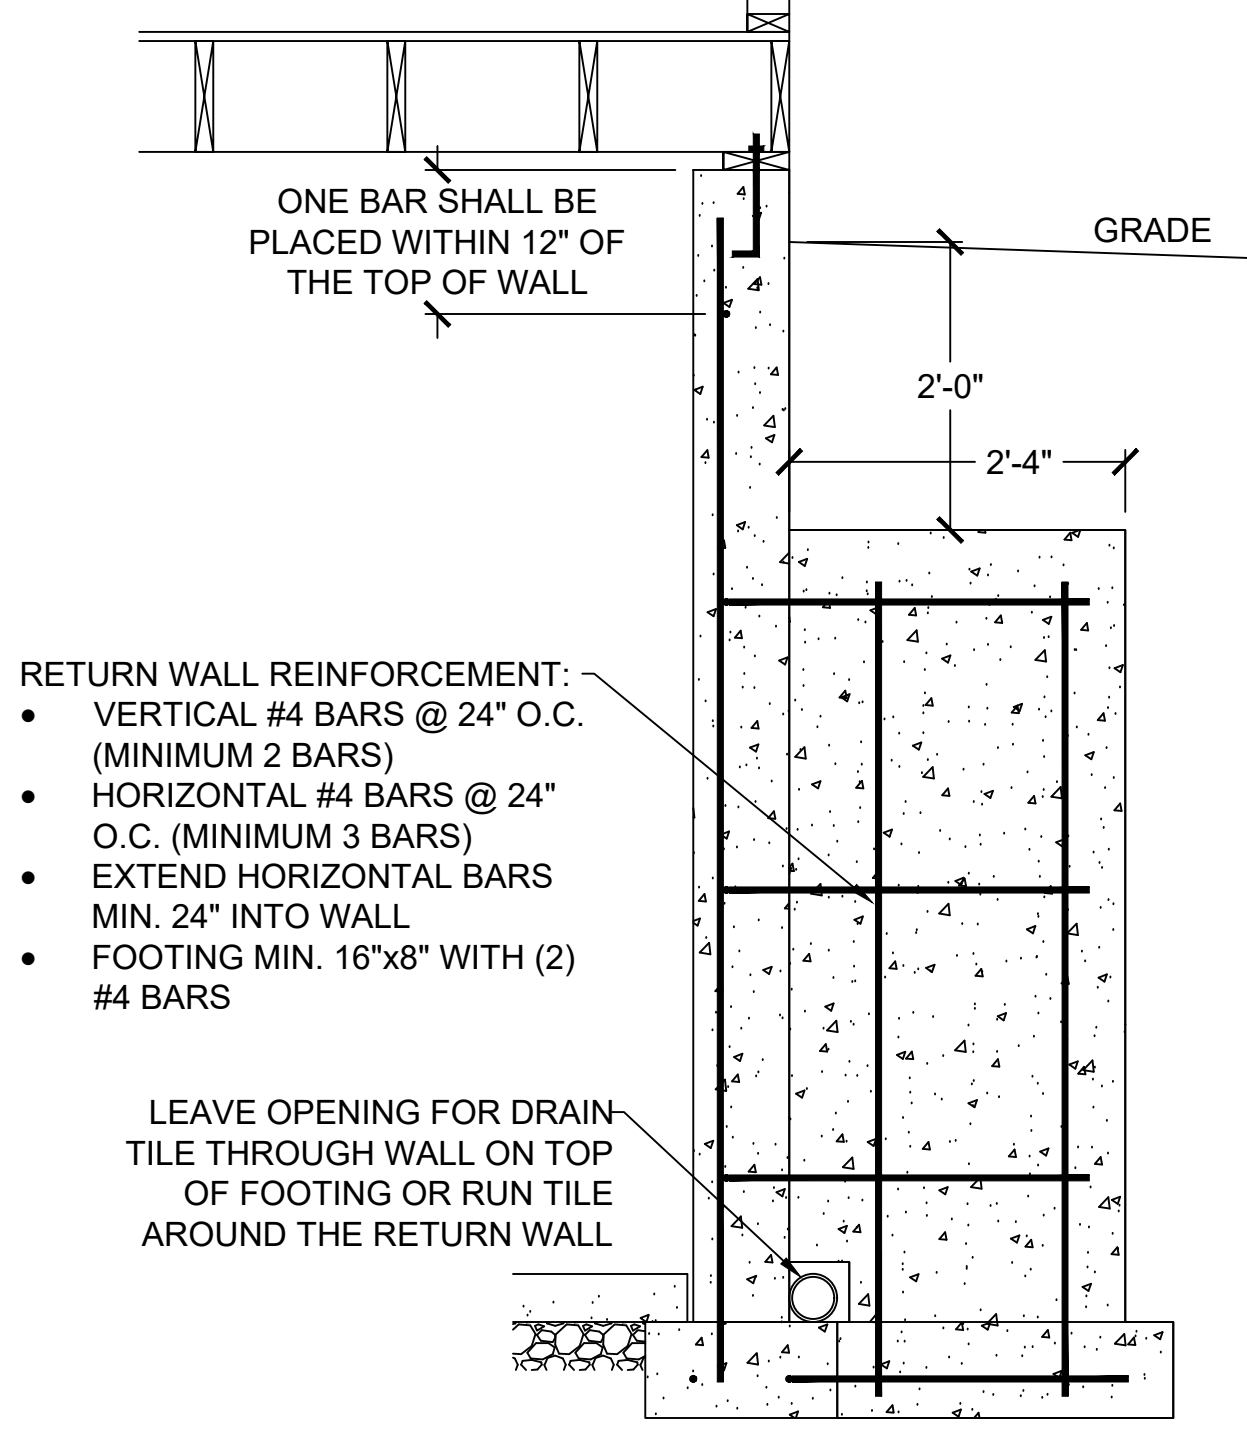 ONE BAR SHALL BE
PLACED WITHIN 12" OF
THE TOP OF WALL
GRADE
2'-0"
2'-4"
RETURN WALL REINFORCEMENT:
• VERTICAL #4 BARS @ 24" O.C.
(MINIMUM 2 BARS)
• HORIZONTAL #4 BARS @ 24"
O.C. (MINIMUM 3 BARS)
• EXTEND HORIZONTAL BARS
MIN. 24" INTO WALL
• FOOTING MIN. 16"x8" WITH (2)
#4 BARS
LEAVE OPENING FOR DRAIN
TILE THROUGH WALL ON TOP
OF FOOTING OR RUN TILE
AROUND THE RETURN WALL